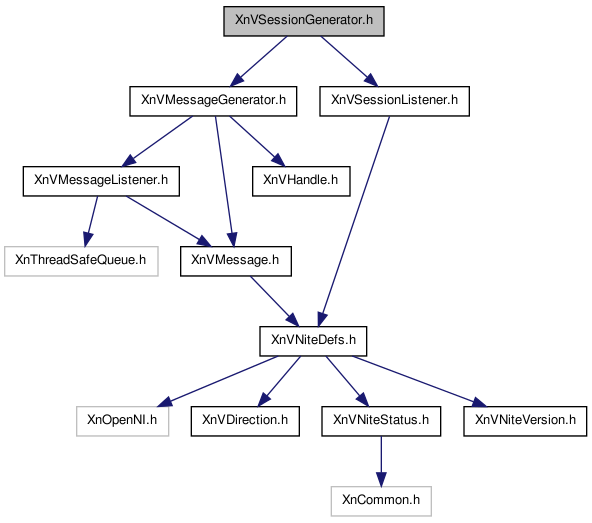 XnVSessionGenerator.h
XnVMessageGenerator.h
XnVSessionListener.h
XnVMessageListener.h
XnVHandle.h
XnThreadSafeQueue.h
XnVMessage.h
XnVNiteDefs.h
XnOpenNI.h
XnVDirection.h
XnVNiteStatus.h
XnVNiteVersion.h
XnCommon.h